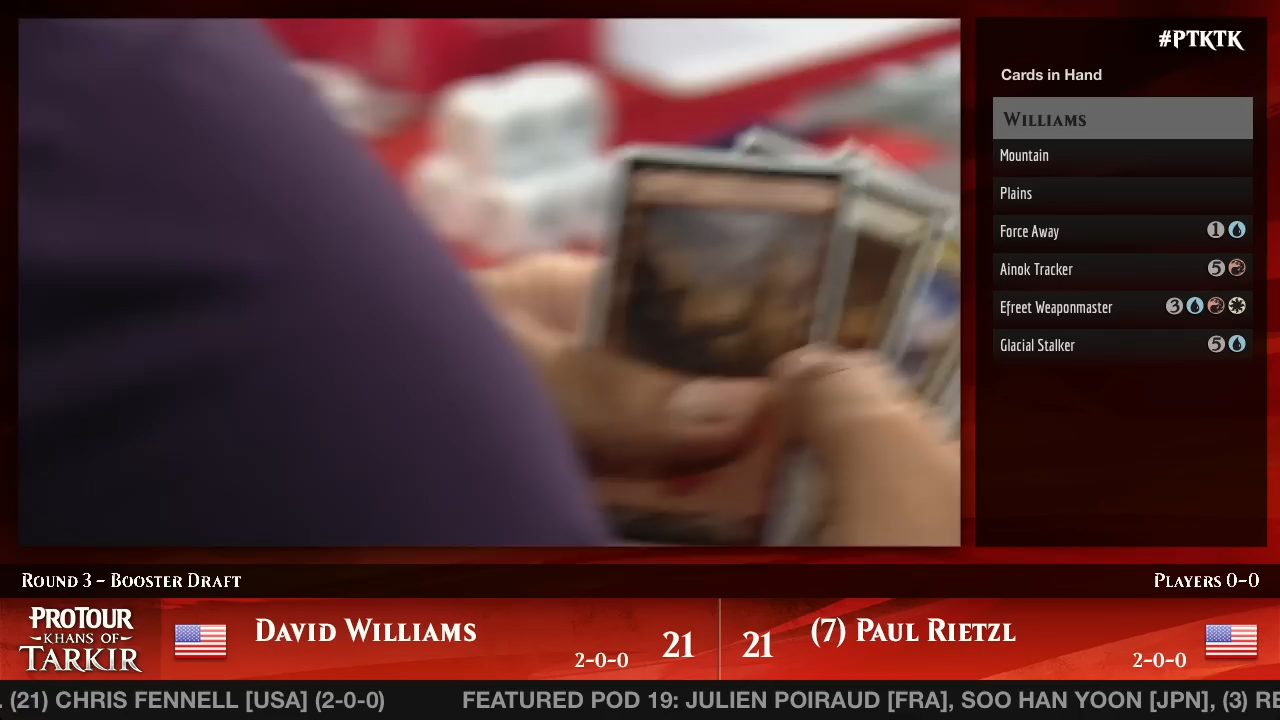 #PTKTK
Cards in Hand
Williams
Mountain
Plains
Force Away 1
Ainok Tracker 5
Efreet Weaponmaster 3
Glacial Stalker 5
Round 3 – Booster Draft
Players 0–0
Pro Tour
Khans of
Tarkir
David Williams
2-0-0
21
21
(7) Paul Rietzl
2-0-0
. (21) CHRIS FENNELL [USA] (2-0-0) FEATURED POD 19: JULIEN POIRAUD [FRA], SOO HAN YOON [JPN], (3) RE